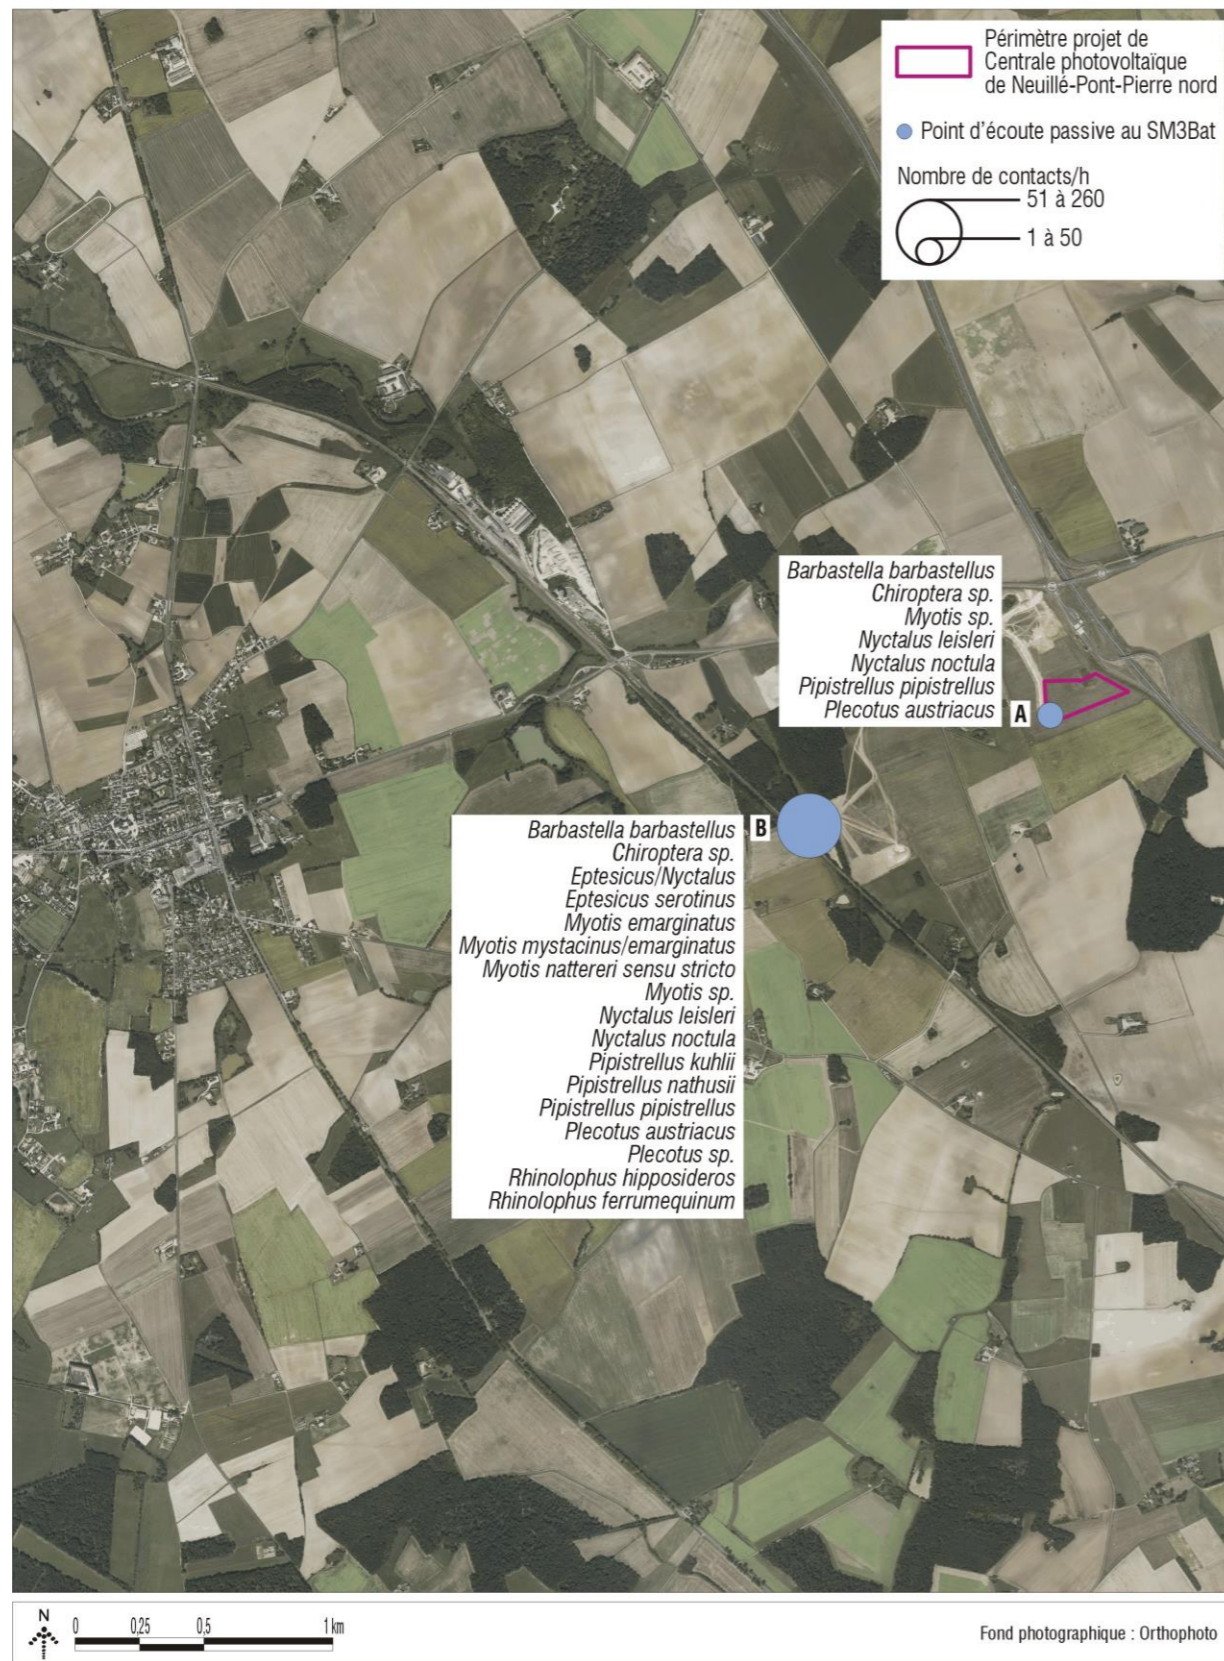 Périmètre projet de
Centrale photovoltaïque
de Neuillé-Pont-Pierre nord
Point d'écoute passive au SM3Bat
Nombre de contacts/h
51 à 260
1 à 50
Barbastella barbastellus
Chiroptera sp.
Myotis sp.
Nyctalus leisleri
Nyctalus noctula
Pipistrellus pipistrellus
Plecotus austriacus
A
B
Barbastella barbastellus
Chiroptera sp.
Eptesicus/Nyctalus
Eptesicus serotinus
Myotis emarginatus
Myotis mystacinus/emarginatus
Myotis nattereri sensu stricto
Myotis sp.
Nyctalus leisleri
Nyctalus noctula
Pipistrellus kuhlii
Pipistrellus nathusii
Pipistrellus pipistrellus
Plecotus austriacus
Plecotus sp.
Rhinolophus hipposideros
Rhinolophus ferrumequinum
N
0 0,25 0,5 1 km
Fond photographique : Orthophoto